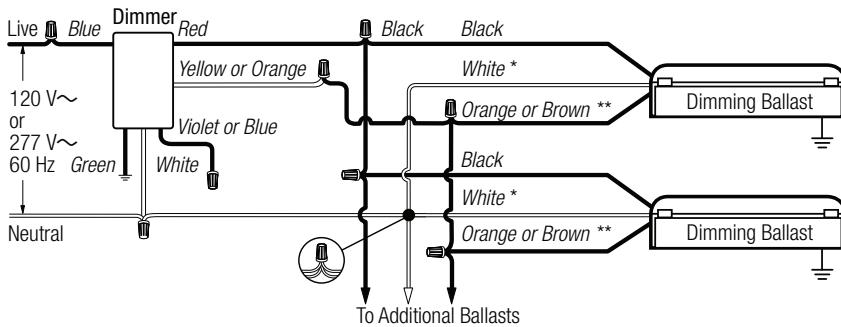 Dimmer
Live Blue Red Black Black
Yellow or Orange White *
120 V~
or
277 V~
60 Hz
Orange or Brown **
Dimming Ballast
Violet or Blue
Green White
Black
White *
Neutral
Orange or Brown **
Dimming Ballast
To Additional Ballasts